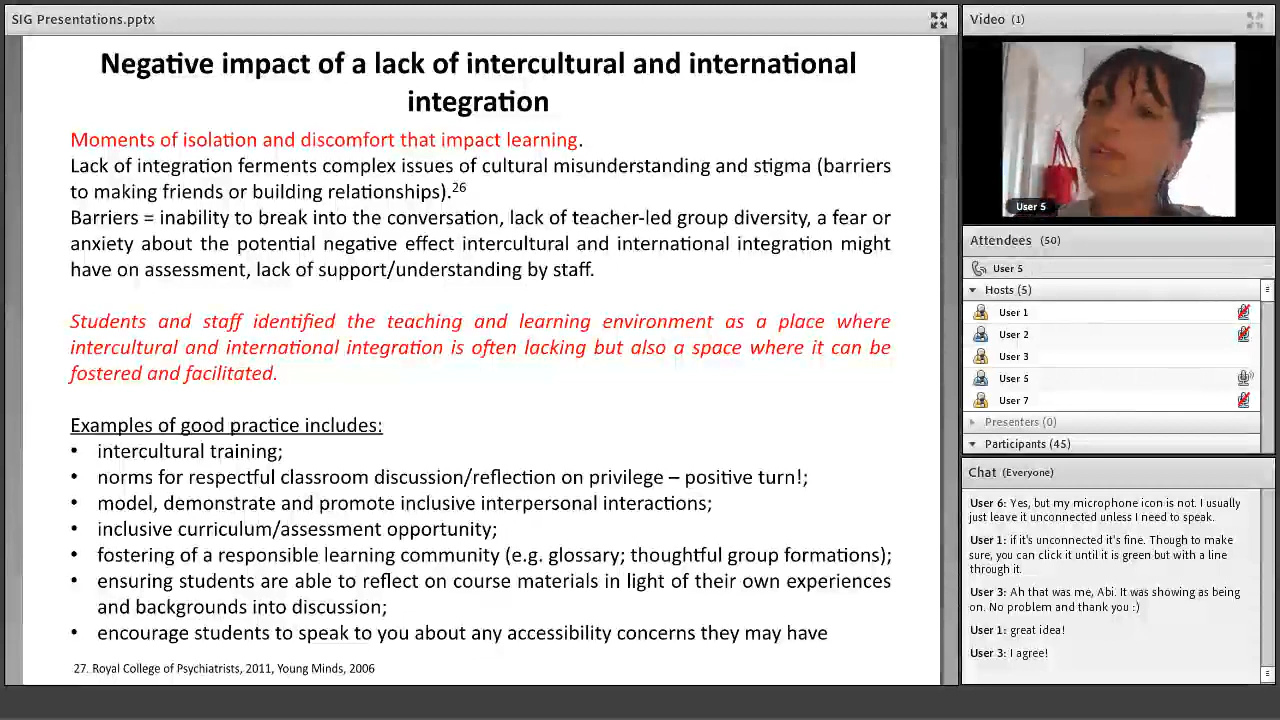 SIG Presentations.pptx
Negative impact of a lack of intercultural and international
integration
Moments of isolation and discomfort that impact learning.
Lack of integration ferments complex issues of cultural misunderstanding and stigma (barriers
to making friends or building relationships).26
Barriers = inability to break into the conversation, lack of teacher-led group diversity, a fear or
anxiety about the potential negative effect intercultural and international integration might
have on assessment, lack of support/understanding by staff.
Students and staff identified the teaching and learning environment as a place where
intercultural and international integration is often lacking but also a space where it can be
fostered and facilitated.
Examples of good practice includes:
• intercultural training;
• norms for respectful classroom discussion/reflection on privilege – positive turn!;
• model, demonstrate and promote inclusive interpersonal interactions;
• inclusive curriculum/assessment opportunity;
• fostering of a responsible learning community (e.g. glossary; thoughtful group formations);
• ensuring students are able to reflect on course materials in light of their own experiences
and backgrounds into discussion;
• encourage students to speak to you about any accessibility concerns they may have
27. Royal College of Psychiatrists, 2011, Young Minds, 2006
Video (1)
User 5
Attendees (50)
User 5
Hosts (5)
User 1
User 2
User 3
User 5
User 7
Presenters (0)
Participants (45)
Chat (Everyone)
User 6: Yes, but my microphone icon is not. I usually
just leave it unconnected unless I need to speak.
User 1: if it's unconnected it's fine. Though to make
sure, you can click it until it is green but with a line
through it.
User 3: Ah that was me, Abi. It was showing as being
on. No problem and thank you :)
User 1: great idea!
User 3: I agree!